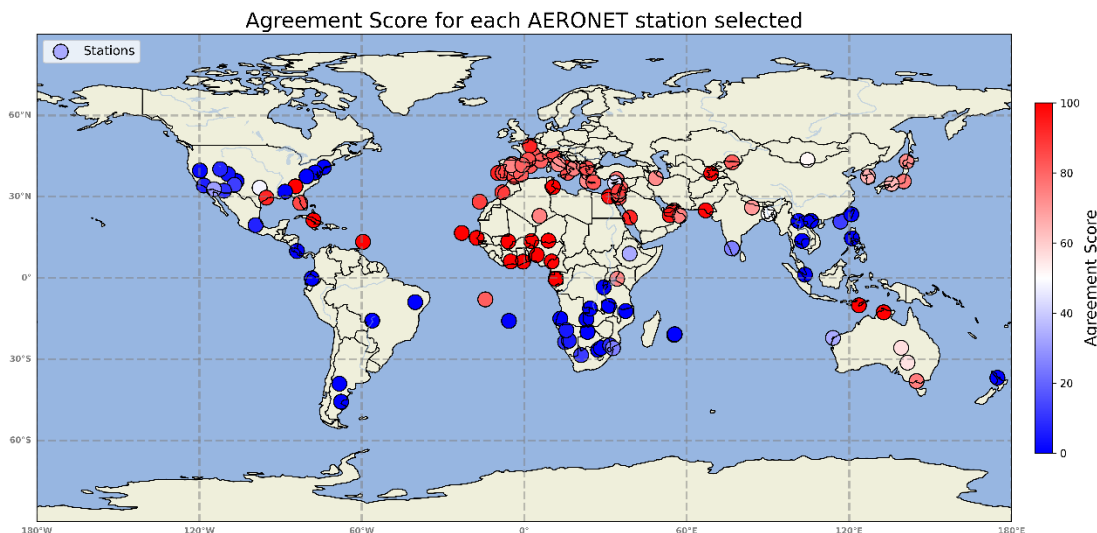 Agreement Score for each AERONET station selected
Stations
60°N
30°N
0°
30°S
60°S
180°W
120°W
60°W
0°
60°E
120°E
180°E
100
80
60
40
20
0
Agreement Score